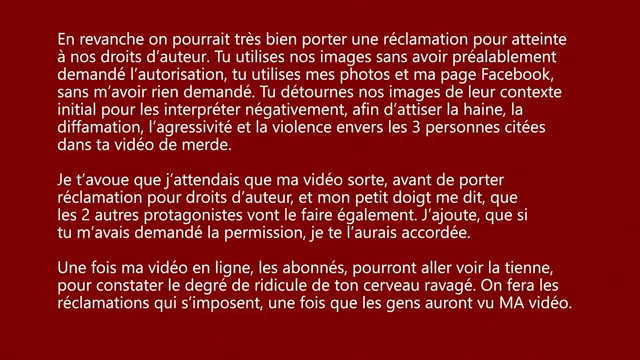 En revanche on pourrait très bien porter une réclamation pour atteinte
à nos droits d'auteur. Tu utilises nos images sans avoir préalablement
demandé l'autorisation, tu utilises mes photos et ma page Facebook,
sans m'avoir rien demandé. Tu détournes nos images de leur contexte
initial pour les interpréter négativement, afin d'attiser la haine, la
diffamation, l'agressivité et la violence envers les 3 personnes citées
dans ta vidéo de merde.
Je t'avoue que j'attendais que ma vidéo sorte, avant de porter
réclamation pour droits d'auteur, et mon petit doigt me dit, que
les 2 autres protagonistes vont le faire également. J'ajoute, que si
tu m'avais demandé la permission, je te l'aurais accordée.
Une fois ma vidéo en ligne, les abonnés, pourront aller voir la tienne,
pour constater le degré de ridicule de ton cerveau ravagé. On fera les
réclamations qui s'imposent, une fois que les gens auront vu MA vidéo.